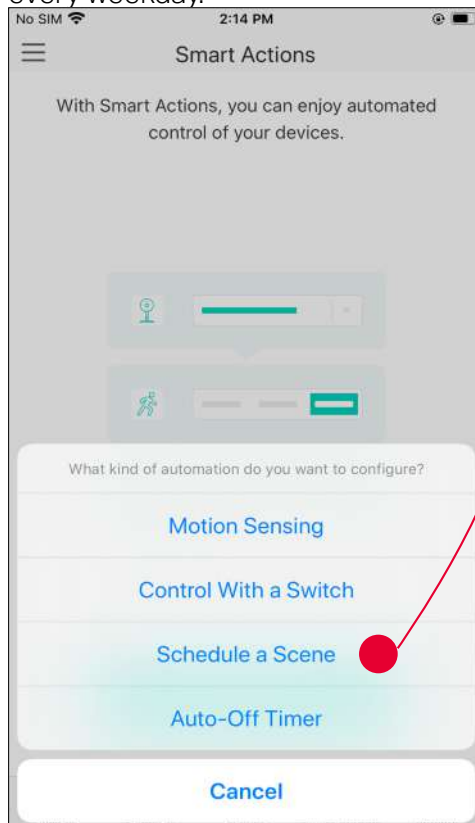 every weekday.
No SIM 2:14 PM
Smart Actions
With Smart Actions, you can enjoy automated
control of your devices.
What kind of automation do you want to configure?
Motion Sensing
Control With a Switch
Schedule a Scene
Auto-Off Timer
Cancel